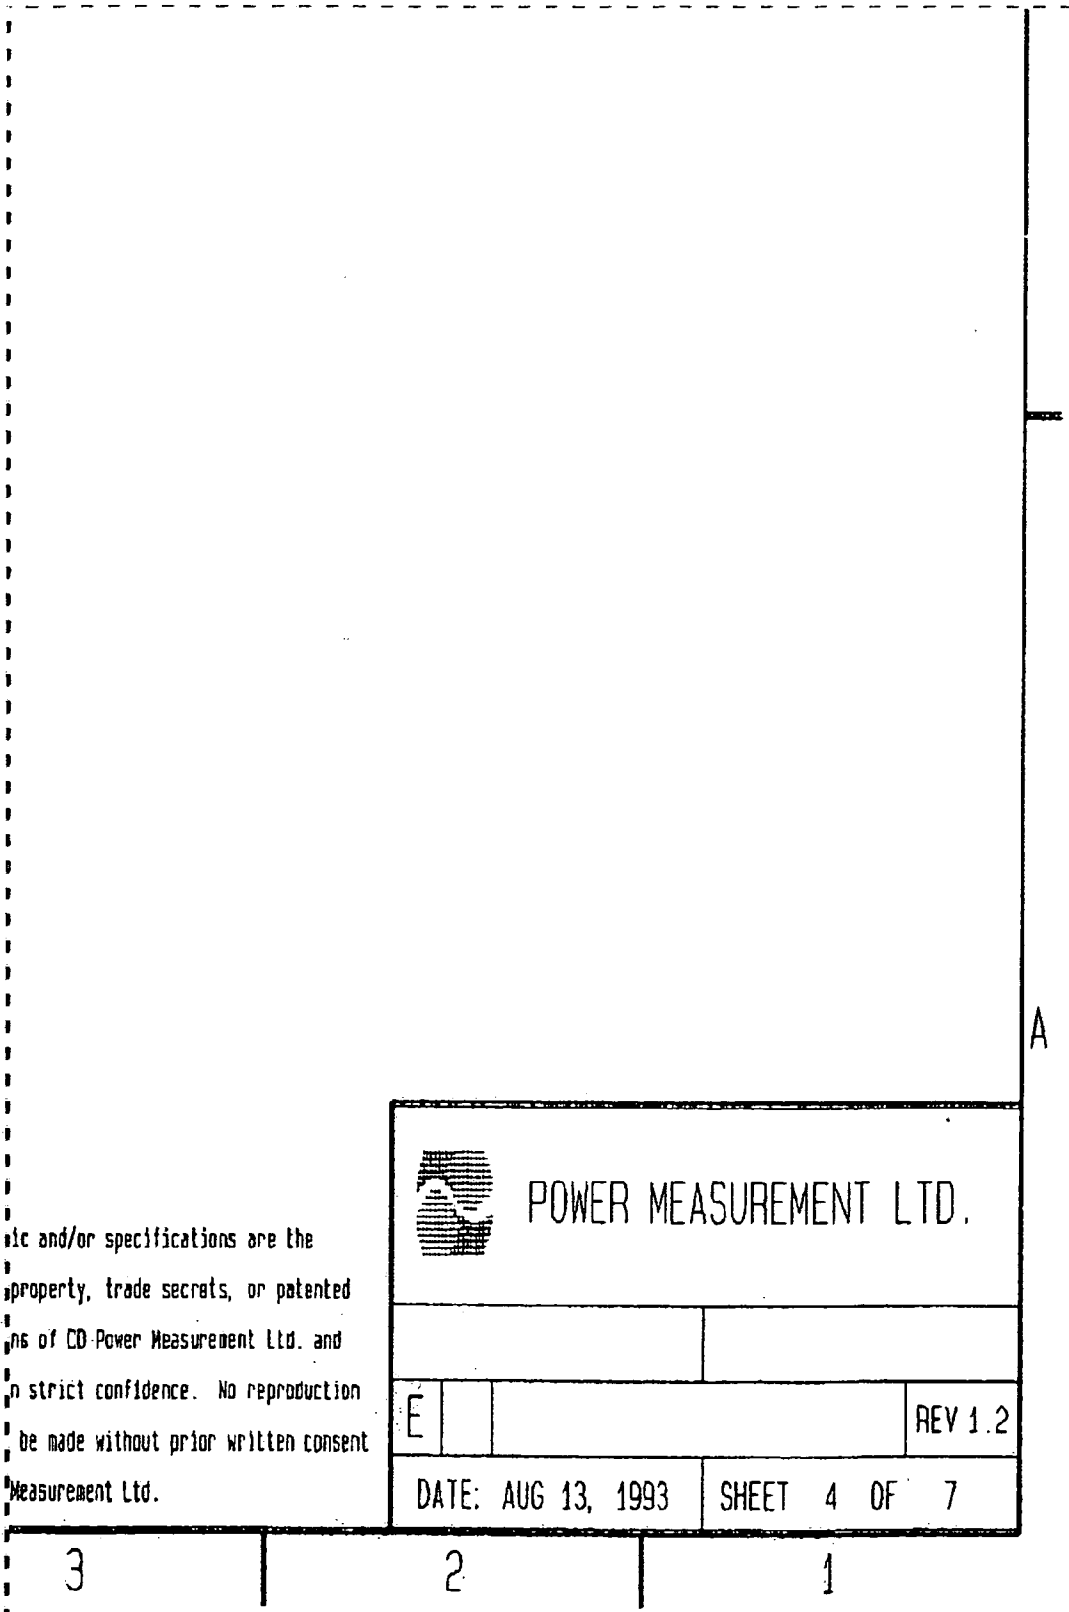 A
POWER MEASUREMENT LTD.
ic and/or specifications are the
property, trade secrets, or patented
ns of CD Power Measurement Ltd. and
n strict confidence. No reproduction
be made without prior written consent
Measurement Ltd.
E
REV 1.2
DATE: AUG 13, 1993
SHEET 4 OF 7
3
2
1